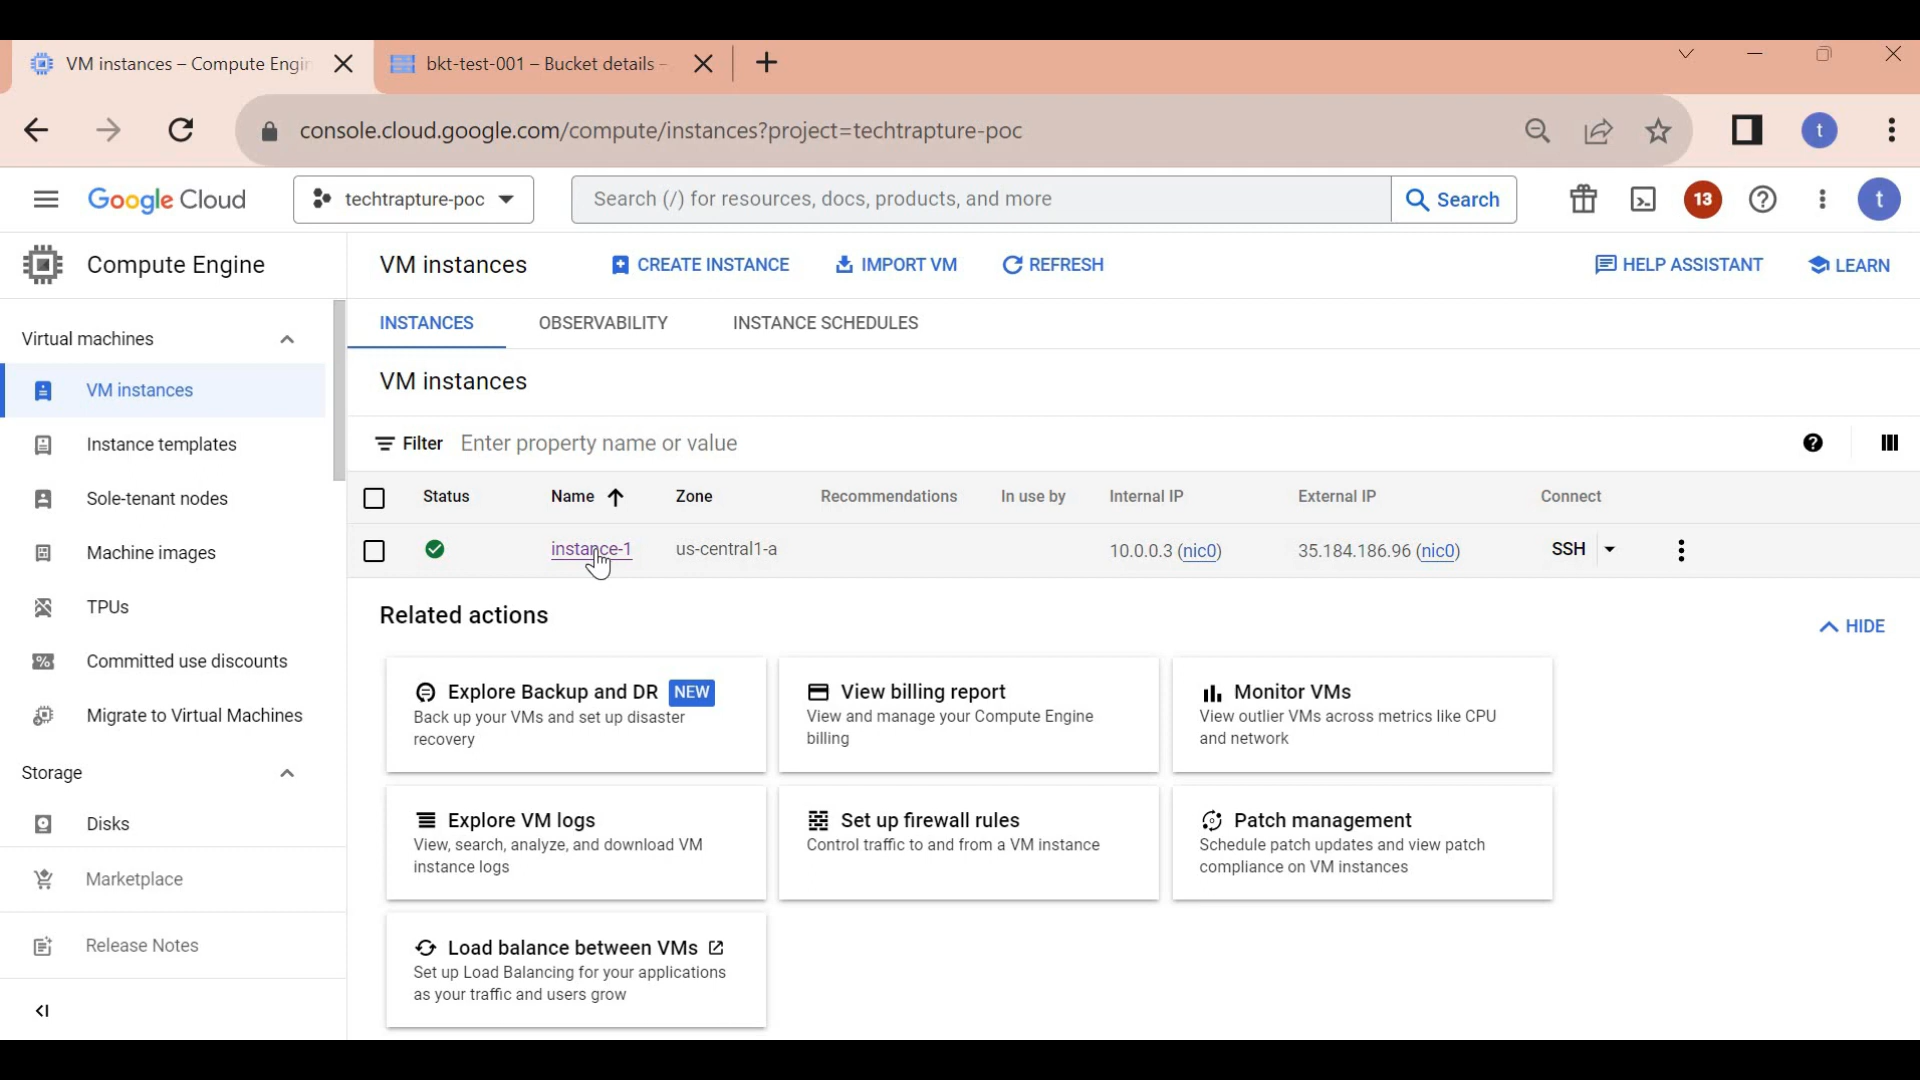 VM instances – Compute Engin
bkt-test-001 – Bucket details –
console.cloud.google.com/compute/instances?project=techtrapture-poc
t
Google Cloud
techtrapture-poc
Search (/) for resources, docs, products, and more
Search
13
t
Compute Engine
VM instances
CREATE INSTANCE
IMPORT VM
REFRESH
HELP ASSISTANT
LEARN
Virtual machines
VM instances
Instance templates
Sole-tenant nodes
Machine images
TPUs
Committed use discounts
Migrate to Virtual Machines
Storage
Disks
Marketplace
Release Notes
INSTANCES
OBSERVABILITY
INSTANCE SCHEDULES
VM instances
Filter
Enter property name or value
Status
Name
Zone
Recommendations
In use by
Internal IP
External IP
Connect
instance-1
us-central1-a
10.0.0.3 (nic0)
35.184.186.96 (nic0)
SSH
Related actions
HIDE
Explore Backup and DR NEW
Back up your VMs and set up disaster
recovery
View billing report
View and manage your Compute Engine
billing
Monitor VMs
View outlier VMs across metrics like CPU
and network
Explore VM logs
View, search, analyze, and download VM
instance logs
Set up firewall rules
Control traffic to and from a VM instance
Patch management
Schedule patch updates and view patch
compliance on VM instances
Load balance between VMs
Set up Load Balancing for your applications
as your traffic and users grow